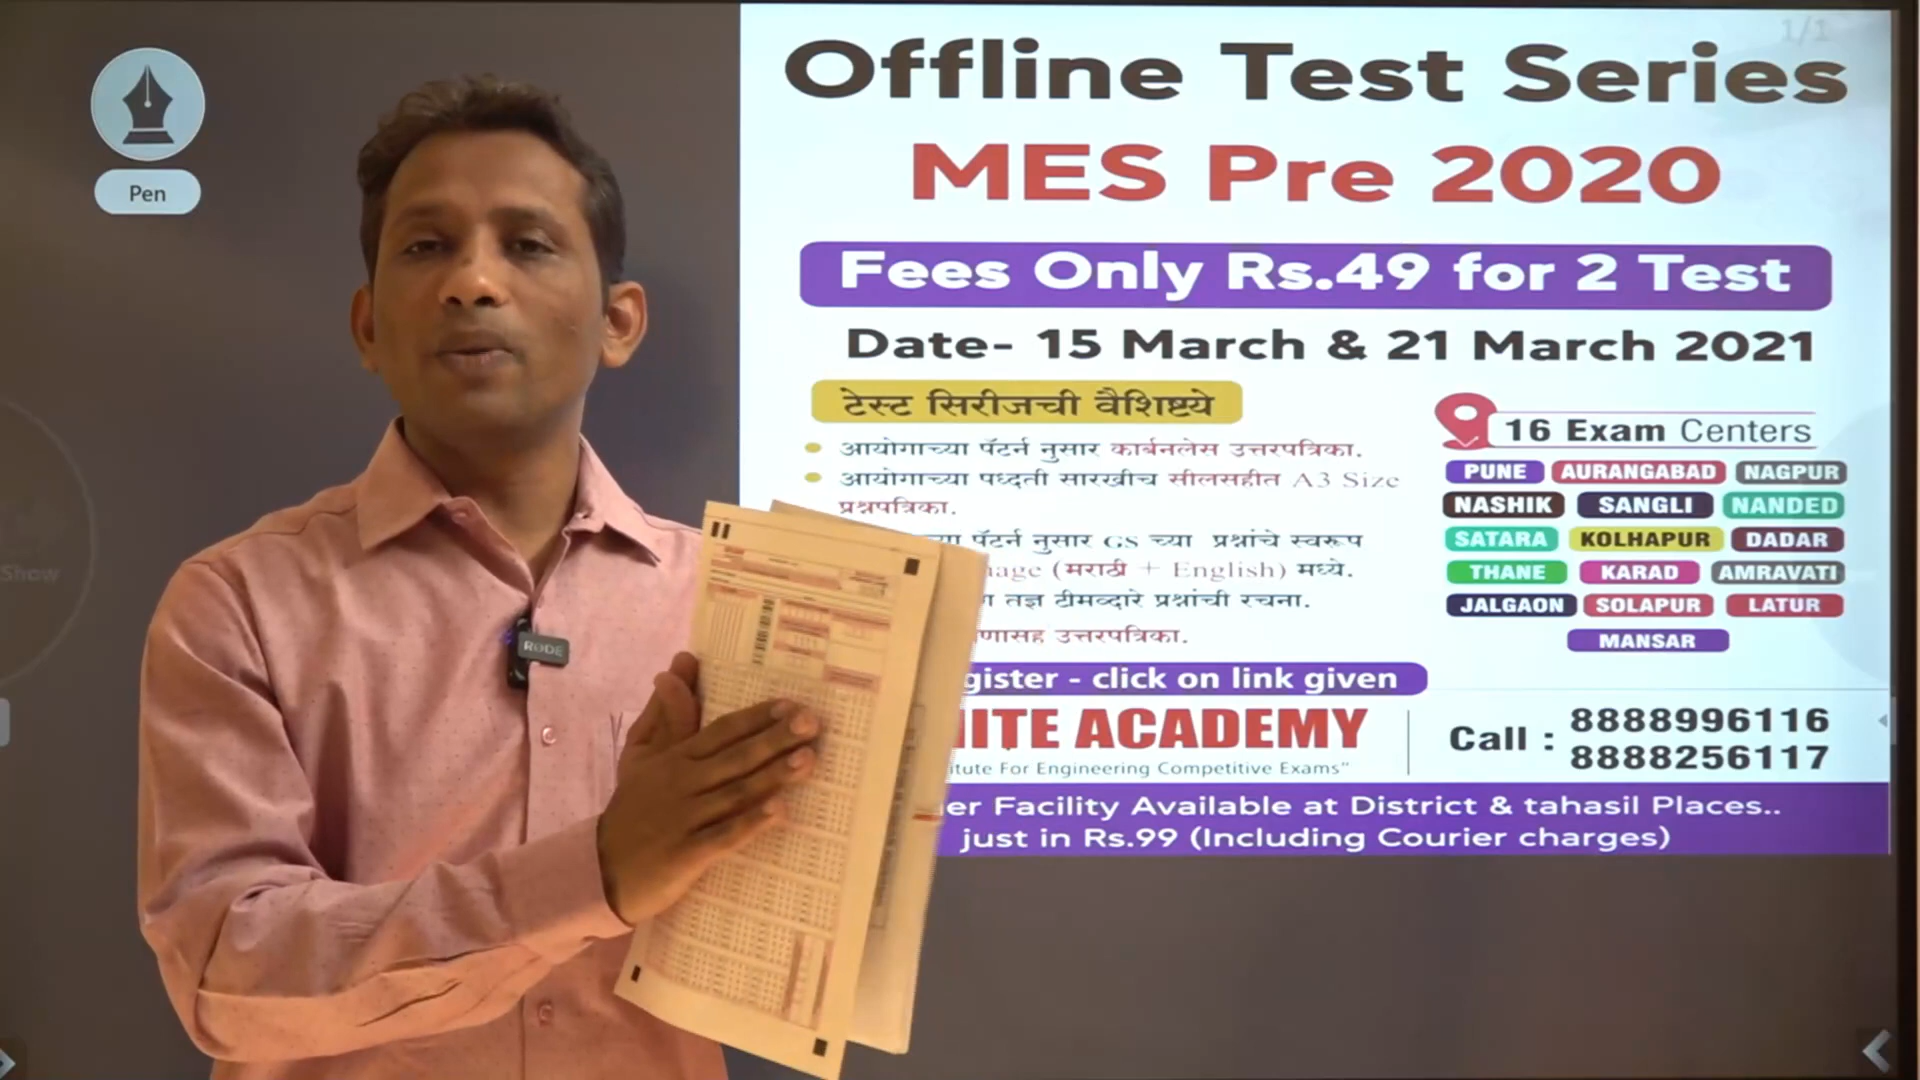 1/1
Offline Test Series
MES Pre 2020
Pen
Fees Only Rs.49 for 2 Test
Date- 15 March & 21 March 2021
टेस्ट सिरीजची वैशिष्ट्ये
आयोगाच्या पॅटर्न नुसार कार्बनलेस उत्तरपत्रिका.
आयोगाच्या पध्दती सारखीच सीलसहीत A3 Size
प्रश्नपत्रिका.
पॅटर्न नुसार GS च्या प्रश्नांचे स्वरूप
(मराठी + English) मध्ये.
तज्ञ टीमव्दारे प्रश्नांची रचना.
उत्तरपत्रिका.
16 Exam Centers
PUNE AURANGABAD NAGPUR
NASHIK SANGLI NANDED
SATARA KOLHAPUR DADAR
THANE KARAD AMRAVATI
JALGAON SOLAPUR LATUR
MANSAR
Show
RODE
gister - click on link given
ITE ACADEMY
itute For Engineering Competitive Exams"
Call : 8888996116
8888256117
er Facility Available at District & tahasil Places..
just in Rs.99 (Including Courier charges)